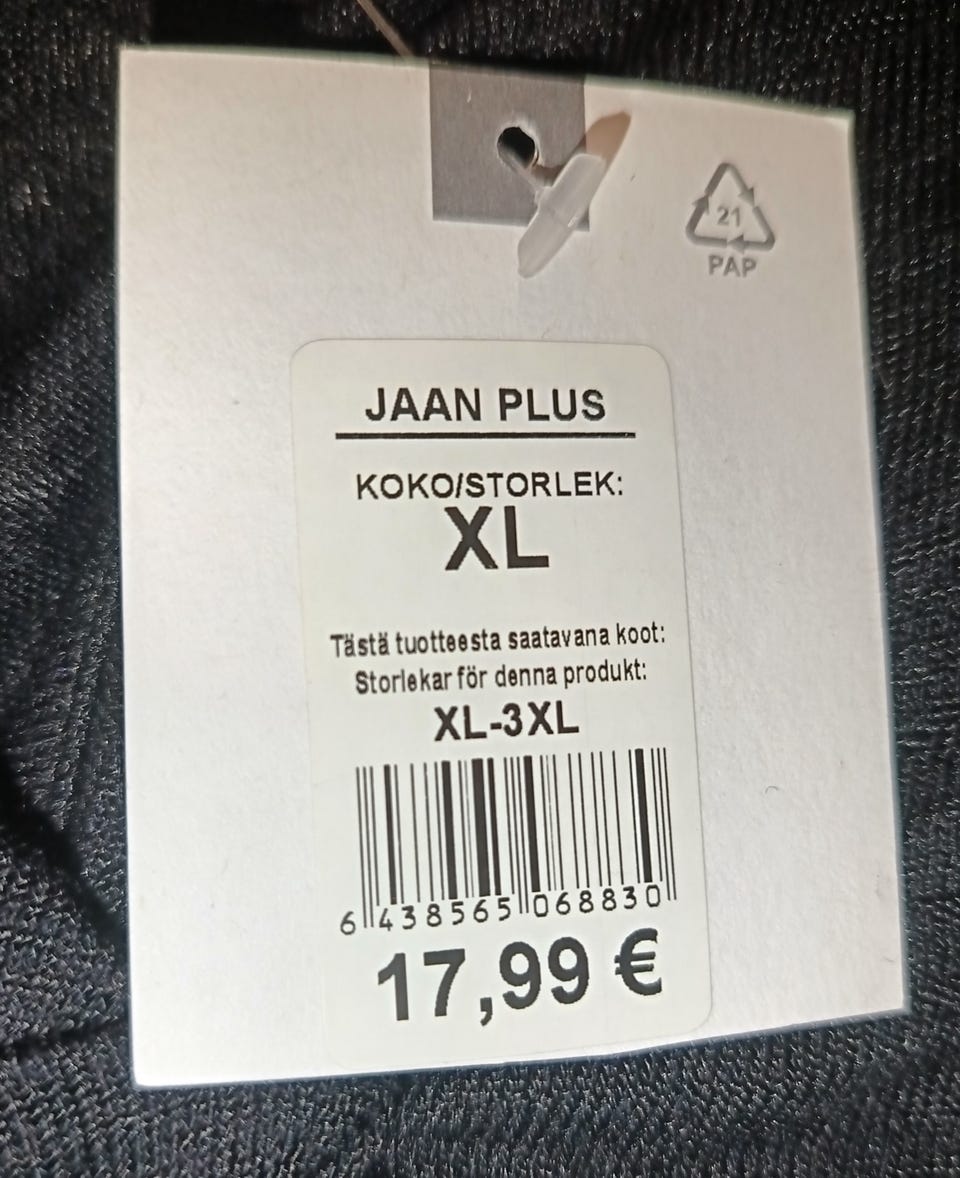 21
PAP
JAAN PLUS
KOKO/STORLEK:
XL
Tästä tuotteesta saatavana koot:
Storlekar för denna produkt:
XL-3XL
6 438565 068830
17,99 €